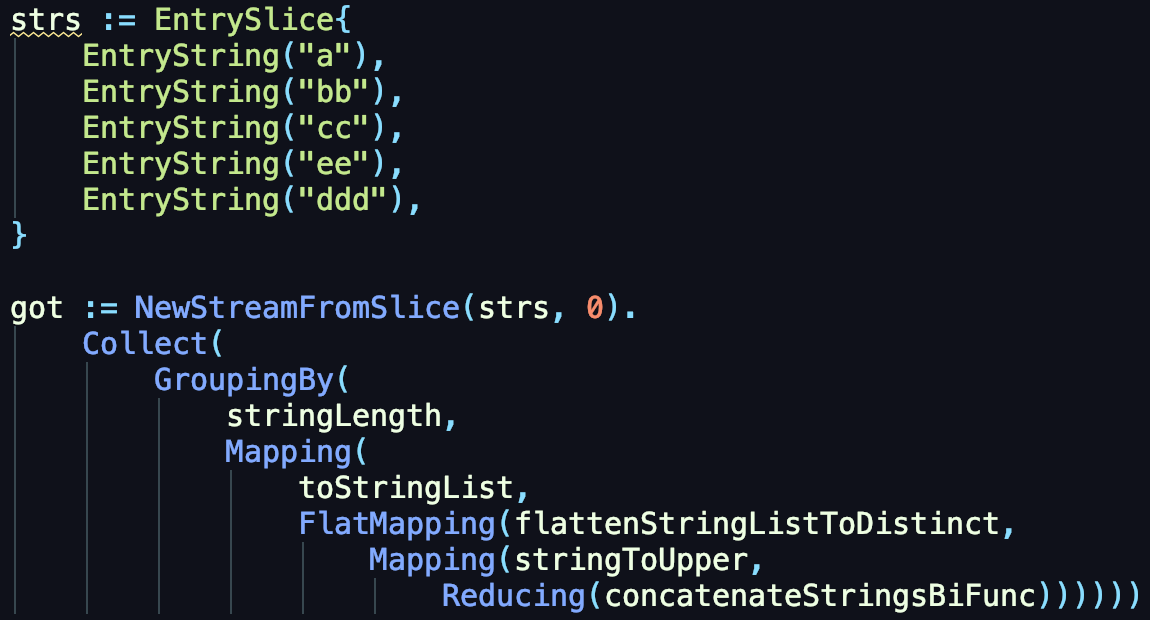 strs := EntrySlice{
    EntryString("a"),
    EntryString("bb"),
    EntryString("cc"),
    EntryString("ee"),
    EntryString("ddd"),
}

got := NewStreamFromSlice(strs, 0).
    Collect(
        GroupingBy(
            stringLength,
            Mapping(
                toStringList,
                FlatMapping(flattenStringListToDistinct,
                    Mapping(stringToUpper,
                        Reducing(concatenateStringsBiFunc))))))